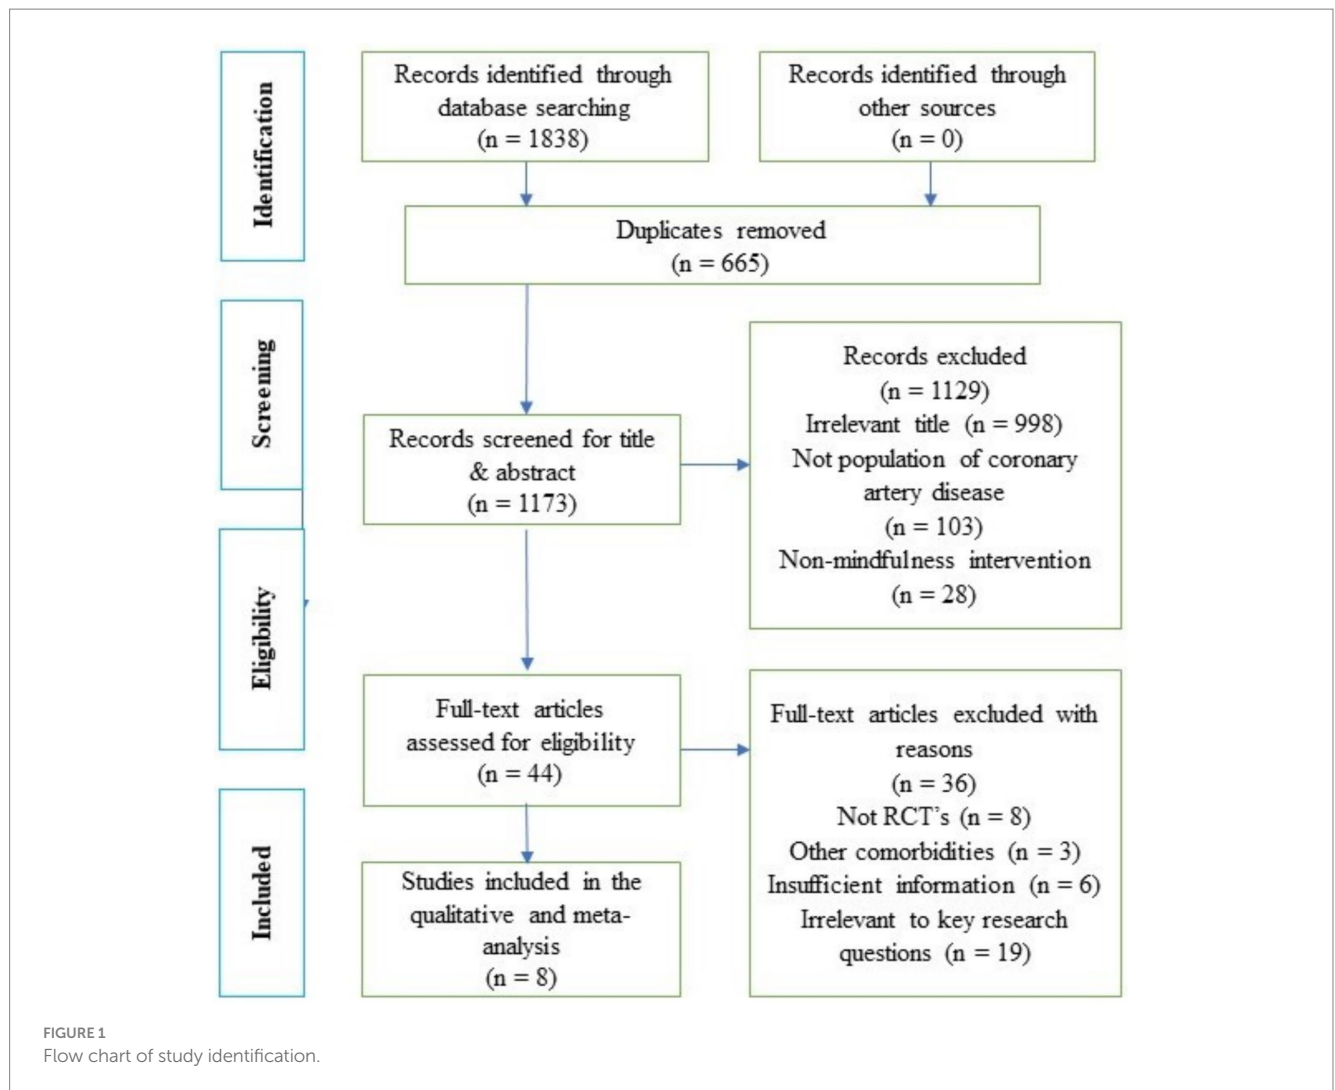 Identification
Records identified through
database searching
(n = 1838)
Records identified through
other sources
(n = 0)
Duplicates removed
(n = 665)
Screening
Records screened for title
& abstract
(n = 1173)
Records excluded
(n = 1129)
Irrelevant title (n = 998)
Not population of coronary
artery disease
(n = 103)
Non-mindfulness intervention
(n = 28)
Eligibility
Full-text articles
assessed for eligibility
(n = 44)
Full-text articles excluded with
reasons
(n = 36)
Not RCT's (n = 8)
Other comorbidities (n = 3)
Insufficient information (n = 6)
Irrelevant to key research
questions (n = 19)
Included
Studies included in the
qualitative and meta-
analysis
(n = 8)
FIGURE 1
Flow chart of study identification.